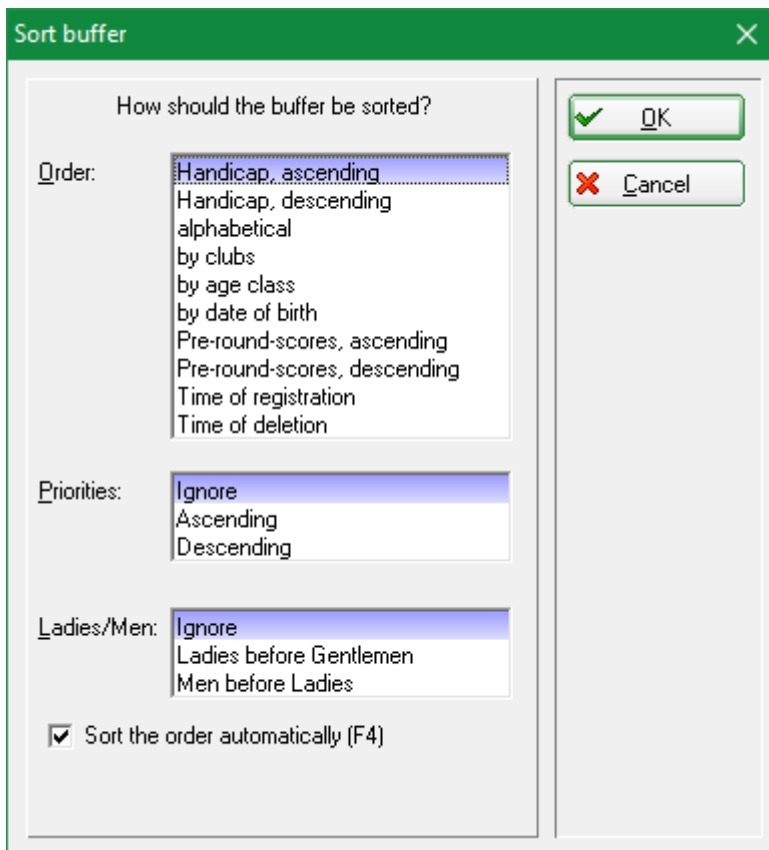 Sort buffer
How should the buffer be sorted?
OK
Cancel
Order:
Handicap, ascending
Handicap, descending
alphabetical
by clubs
by age class
by date of birth
Pre-round-scores, ascending
Pre-round-scores, descending
Time of registration
Time of deletion
Priorities:
Ignore
Ascending
Descending
Ladies/Men:
Ignore
Ladies before Gentlemen
Men before Ladies
Sort the order automatically (F4)